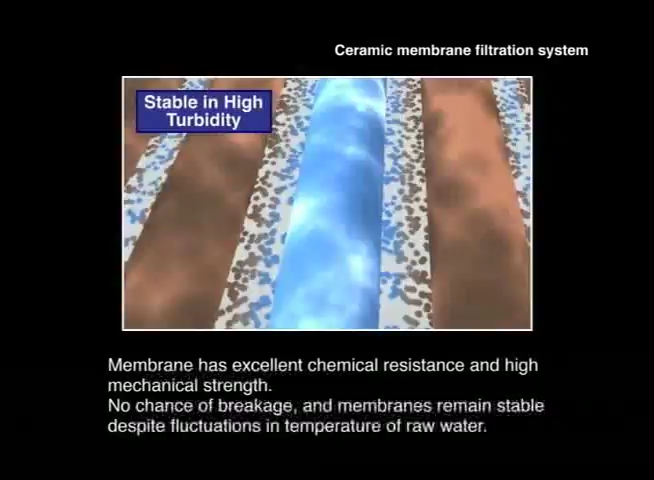 Ceramic membrane filtration system
Stable in High
Turbidity
Membrane has excellent chemical resistance and high
mechanical strength.
No chance of breakage, and membranes remain stable
despite fluctuations in temperature of raw water.